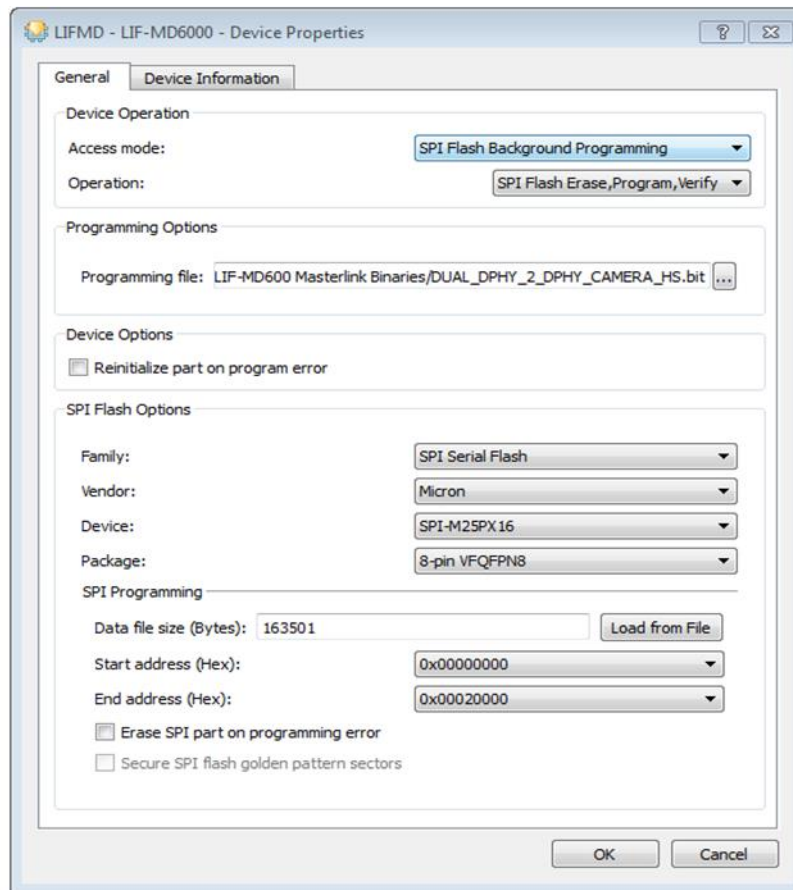 LIFMD - LIF-MD6000 - Device Properties
General Device Information
Device Operation
Access mode: SPI Flash Background Programming
Operation: SPI Flash Erase,Program,Verify
Programming Options
Programming file: LIF-MD600 Masterlink Binaries/DUAL_DPHY_2_DPHY_CAMERA_HS.bit ...
Device Options
Reinitialize part on program error
SPI Flash Options
Family: SPI Serial Flash
Vendor: Micron
Device: SPI-M25PX16
Package: 8-pin VFQFPN8
SPI Programming
Data file size (Bytes): 163501 Load from File
Start address (Hex): 0x00000000
End address (Hex): 0x00020000
Erase SPI part on programming error
Secure SPI flash golden pattern sectors
OK Cancel